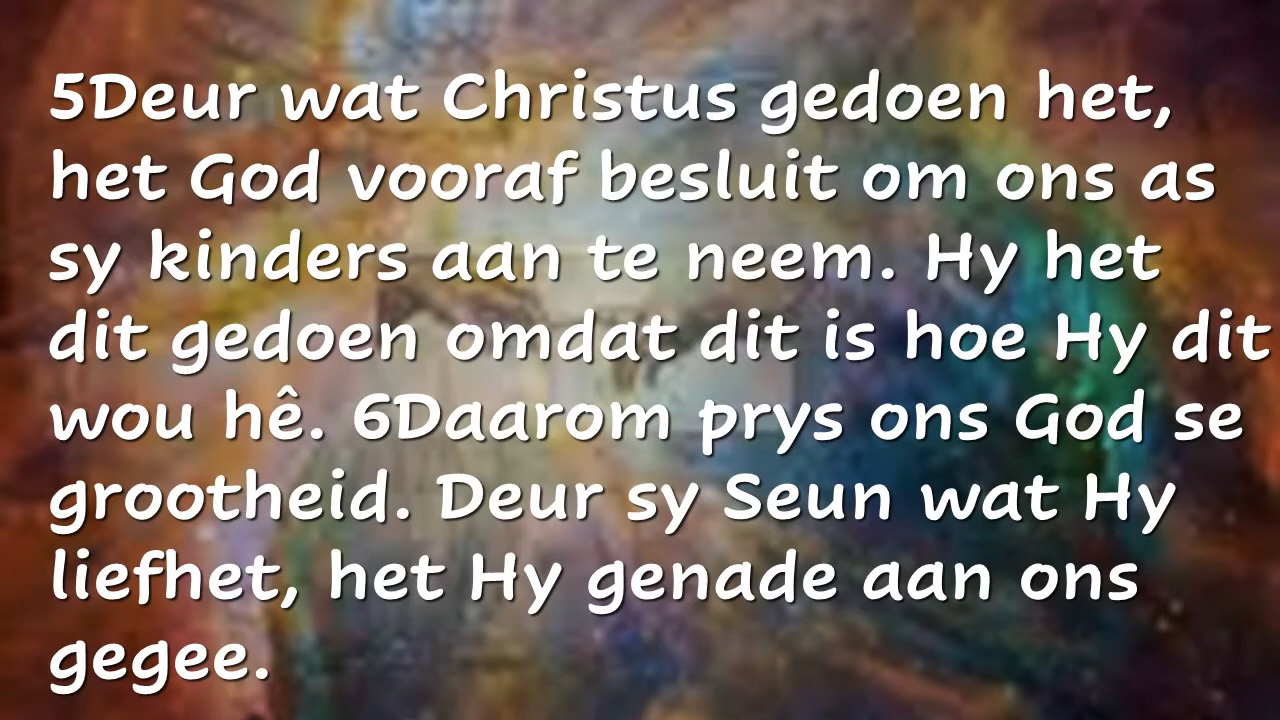 5Deur wat Christus gedoen het,
het God vooraf besluit om ons as
sy kinders aan te neem. Hy het
dit gedoen omdat dit is hoe Hy dit
wou hê. 6Daarom prys ons God se
grootheid. Deur sy Seun wat Hy
liefhet, het Hy genade aan ons
gegee.